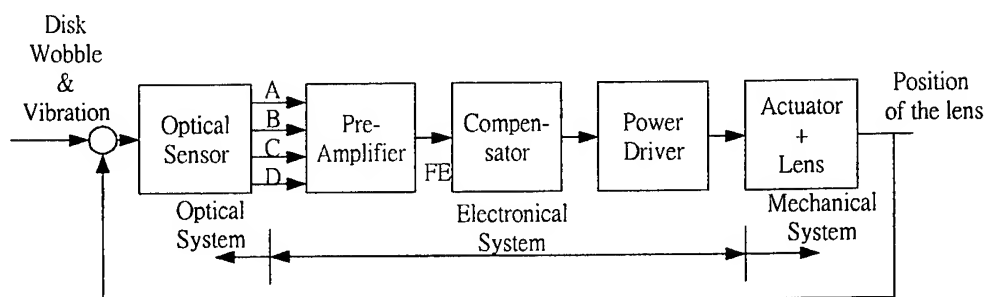 Disk
Wobble
&
Vibration
Optical
Sensor
A
B
C
D
Pre-
Amplifier
FE
Compen-
sator
Power
Driver
Actuator
+
Lens
Position
of the lens
Optical
System
Electronical
System
Mechanical
System